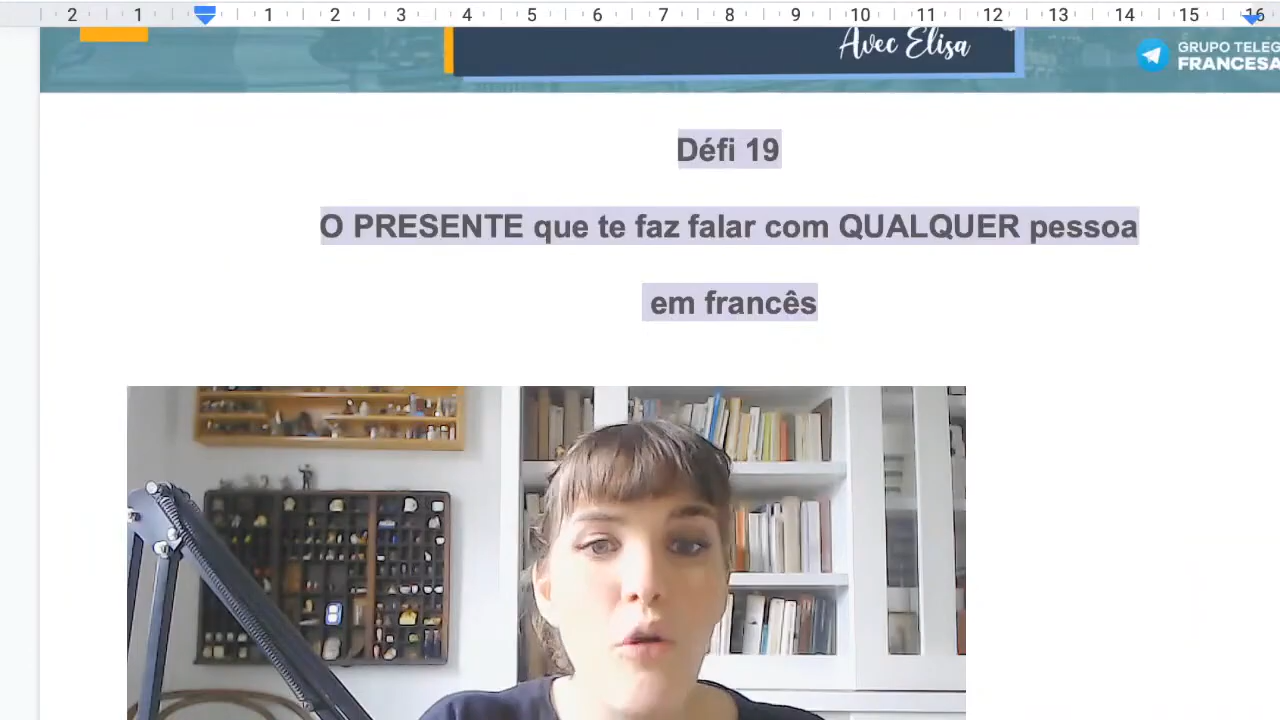 2 1 1 2 3 4 5 6 7 8 9 10 11 12 13 14 15 16
Avec Elisa
GRUPO TELEG
FRANCESA
Défi 19
O PRESENTE que te faz falar com QUALQUER pessoa
em francês